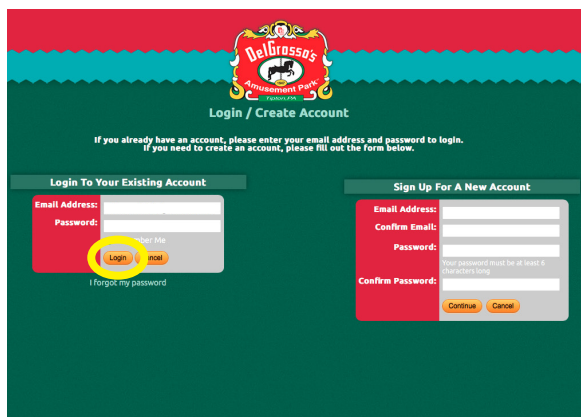 DelGrosso's
Amusement Park
Tipton, PA
Login / Create Account
If you already have an account, please enter your email address and password to login.
If you need to create an account, please fill out the form below.
Login To Your Existing Account
Email Address:
Password:
mber Me
Login
ncel
I forgot my password
Sign Up For A New Account
Email Address:
Confirm Email:
Password:
Your password must be at least 6
characters long
Confirm Password:
Continue
Cancel